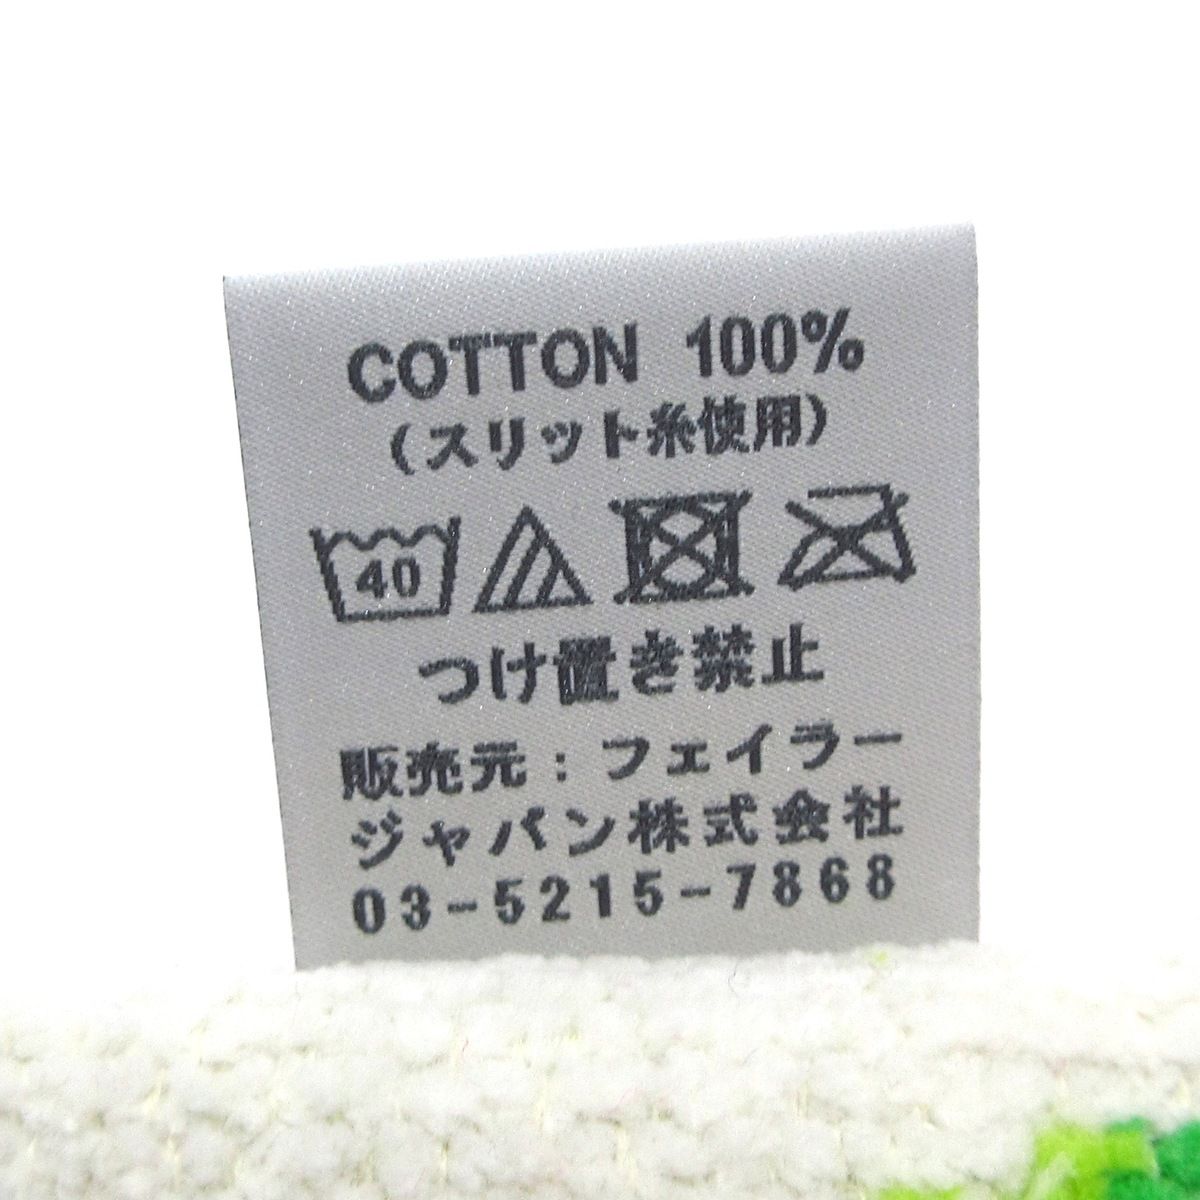 COTTON 100%
(スリット糸使用)
40
つけ置き禁止
販売元:フェイラー
ジャパン株式会社
03-5215-7868